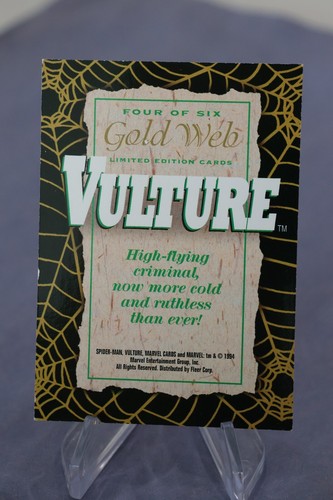 FOUR OF SIX
Gold Web
LIMITED EDITION CARDS
VULTURE™
High-flying
criminal,
now more cold
and ruthless
than ever!
SPIDER-MAN, VULTURE, MARVEL CARDS and MARVEL: tm & © 1994
Marvel Entertainment Group, Inc.
All Rights Reserved. Distributed by Fleer Corp.